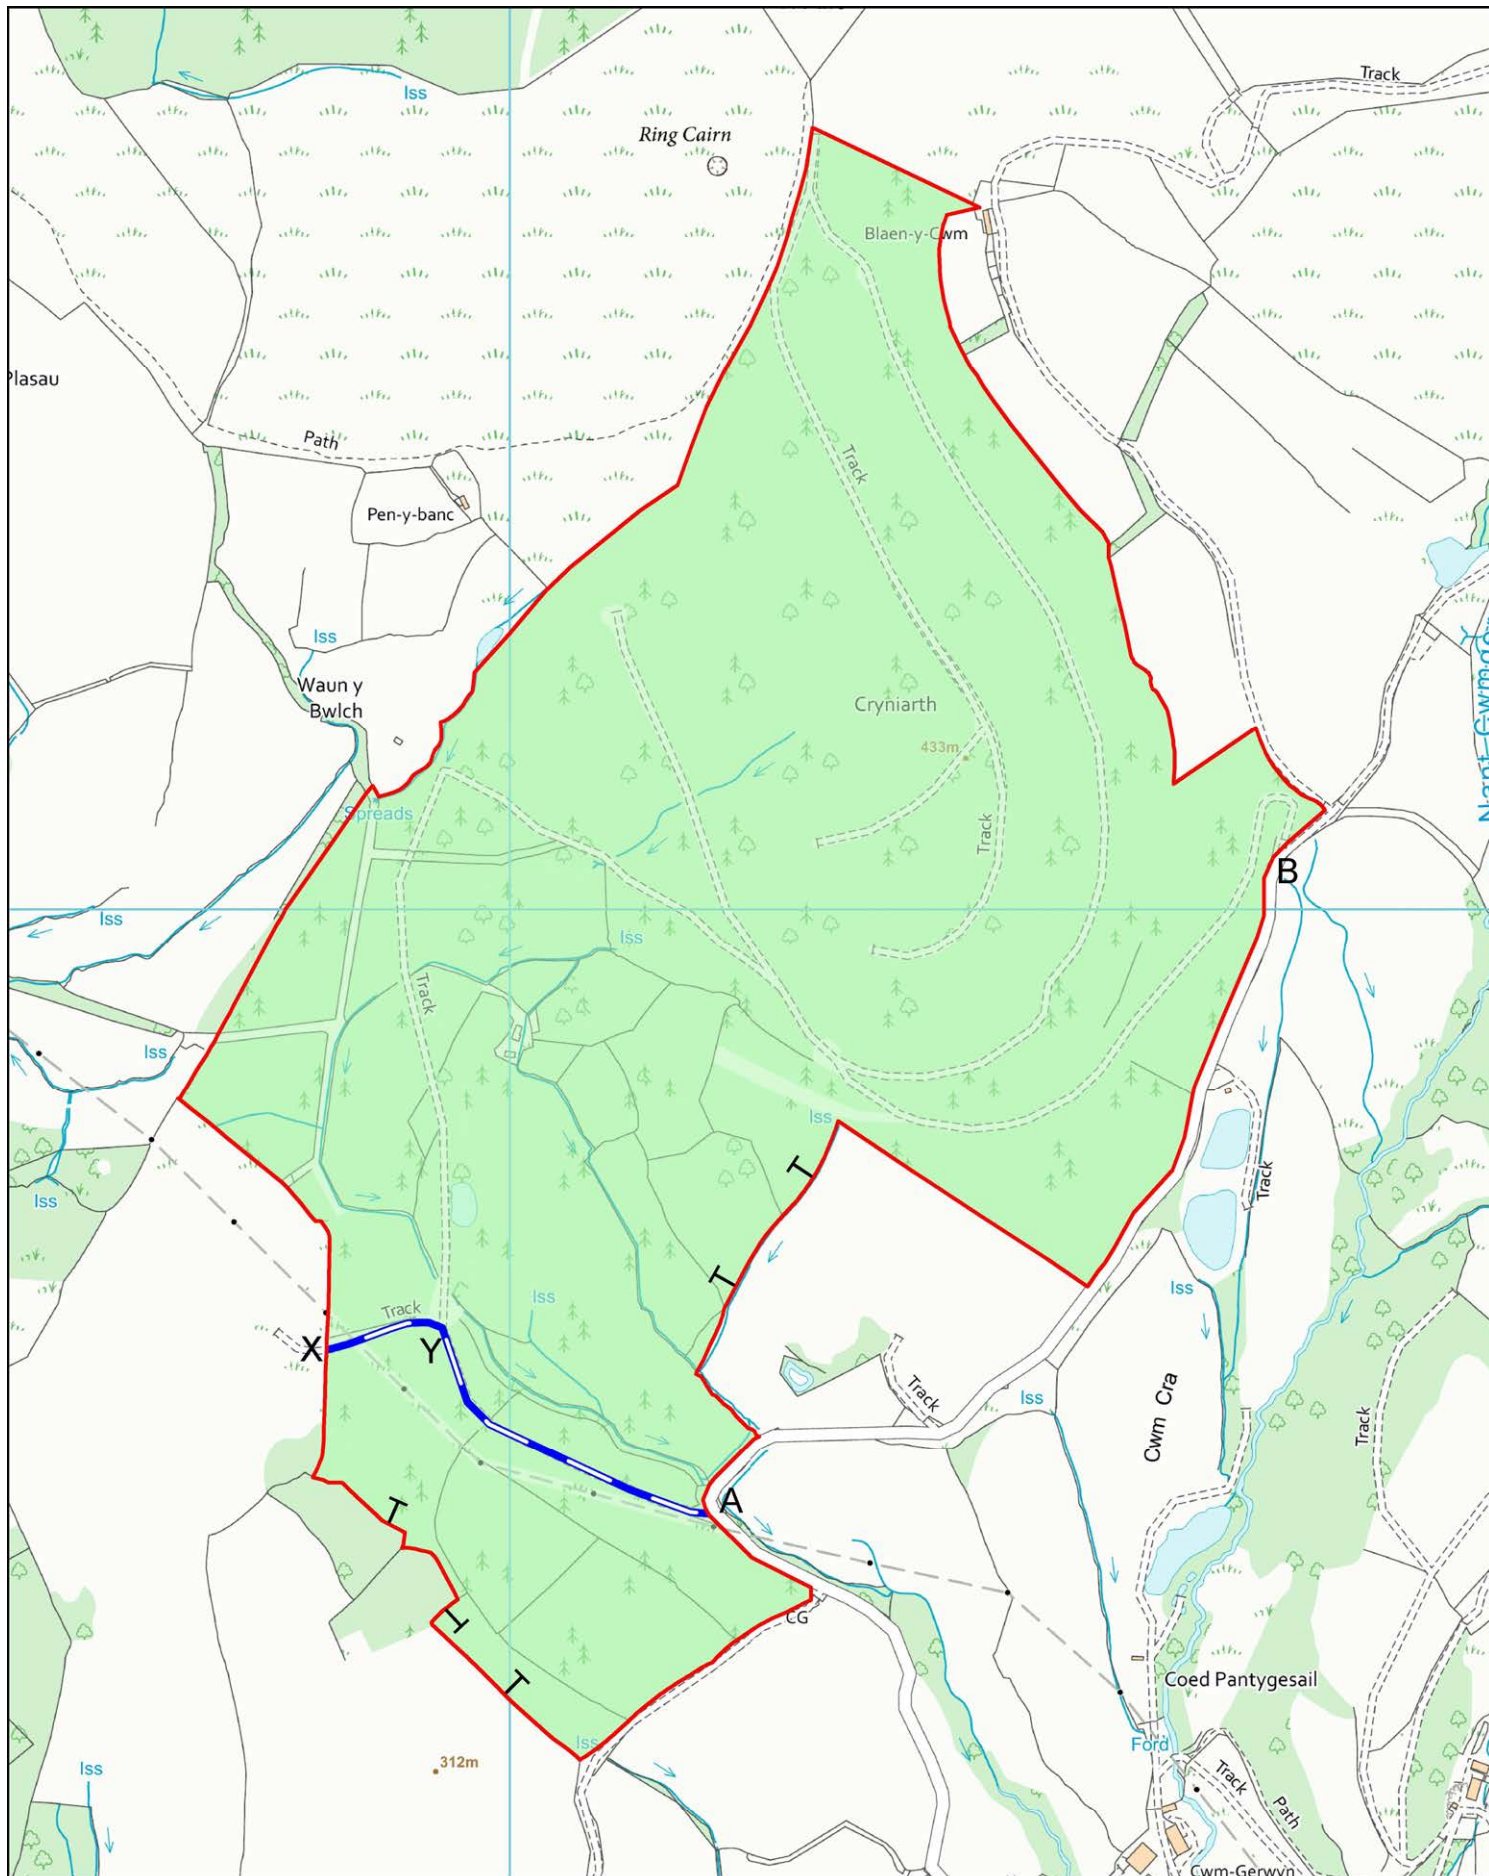 Track
Iss
Ring Cairn
Blaen-y-Cwm
Plasau
Path
Track
Pen-y-banc
Iss
Waun y
Bwlch
Cryniarth
433m
Spreads
Track
B
Iss
Iss
Track
Iss
Iss
Track
Iss
T
T
Iss
Iss
Track
X
Y
Track
Iss
Cwm Cra
Track
A
T
T
CG
T
Coed Pantygesail
Iss
Ford
312m
Iss
Track
Path
Cwm-Gerwyn